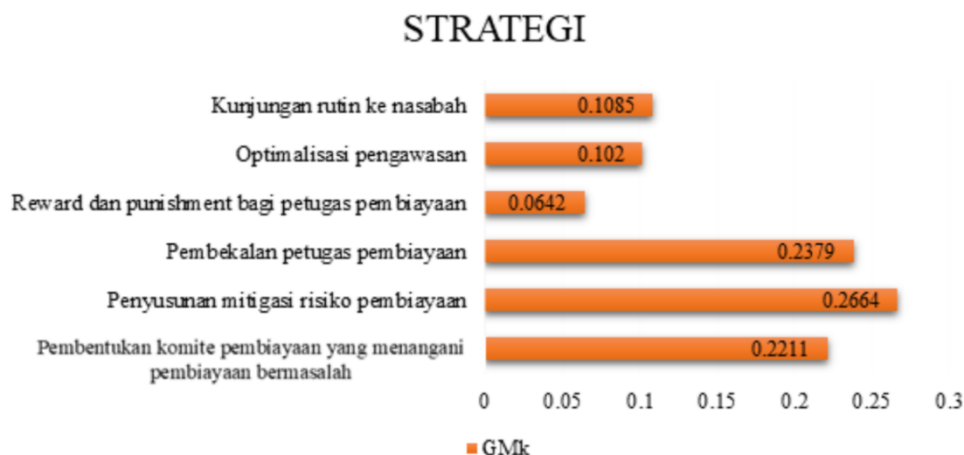 STRATEGI
Kunjungan rutin ke nasabah
0.1085
Optimalisasi pengawasan
0.102
Reward dan punishment bagi petugas pembiayaan
0.0642
Pembekalan petugas pembiayaan
0.2379
Penyusunan mitigasi risiko pembiayaan
0.2664
Pembentukan komite pembiayaan yang menangani
pembiayaan bermasalah
0.2211
0 0.05 0.1 0.15 0.2 0.25 0.3
GMk